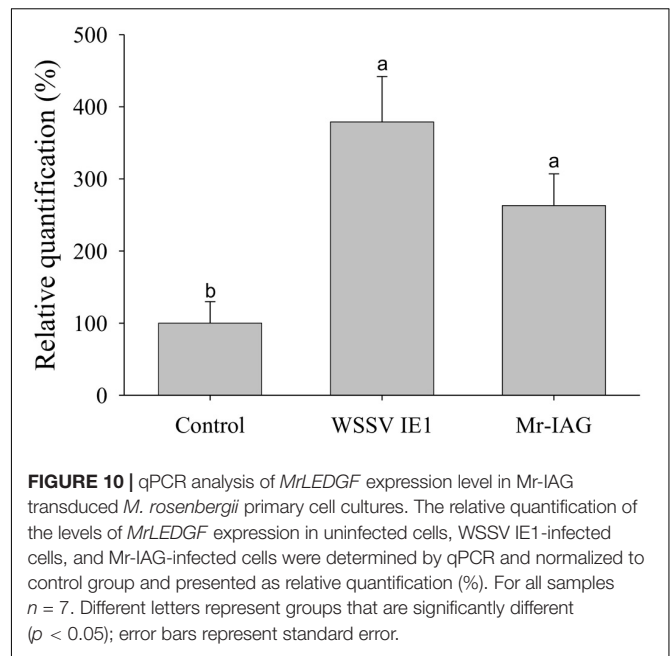 Relative quantification (%)
500
400
300
200
100
0
b
a
a
Control WSSV IE1 Mr-IAG
FIGURE 10 | qPCR analysis of MrLEDGF expression level in Mr-IAG
transduced M. rosenbergii primary cell cultures. The relative quantification of
the levels of MrLEDGF expression in uninfected cells, WSSV IE1-infected
cells, and Mr-IAG-infected cells were determined by qPCR and normalized to
control group and presented as relative quantification (%). For all samples
n = 7. Different letters represent groups that are significantly different
(p < 0.05); error bars represent standard error.